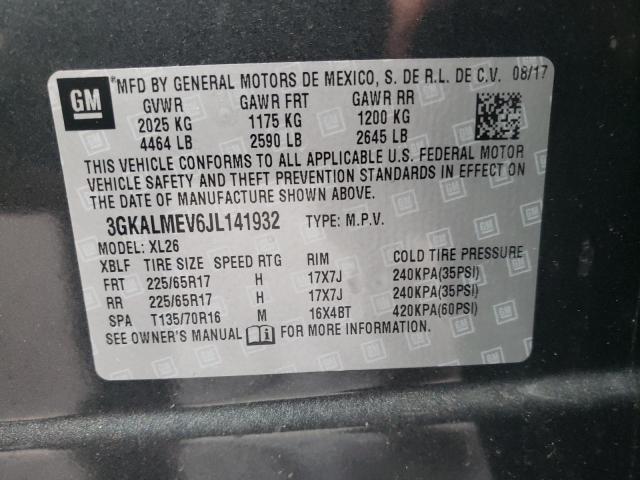 GM
MFD BY GENERAL MOTORS DE MEXICO, S. DE R.L. DE C.V. 08/17
GVWR GAWR FRT GAWR RR
2025 KG 1175 KG 1200 KG
4464 LB 2590 LB 2645 LB
THIS VEHICLE CONFORMS TO ALL APPLICABLE U.S. FEDERAL MOTOR
VEHICLE SAFETY AND THEFT PREVENTION STANDARDS IN EFFECT ON
THE DATE OF MANUFACTURE SHOWN ABOVE.
3GKALMEV6JL141932 TYPE: M.P.V.
MODEL: XL26
XBLF TIRE SIZE SPEED RTG RIM COLD TIRE PRESSURE
FRT 225/65R17 H 17X7J 240KPA(35PSI)
RR 225/65R17 H 17X7J 240KPA(35PSI)
SPA T135/70R16 M 16X4BT 420KPA(60PSI)
SEE OWNER'S MANUAL FOR MORE INFORMATION.